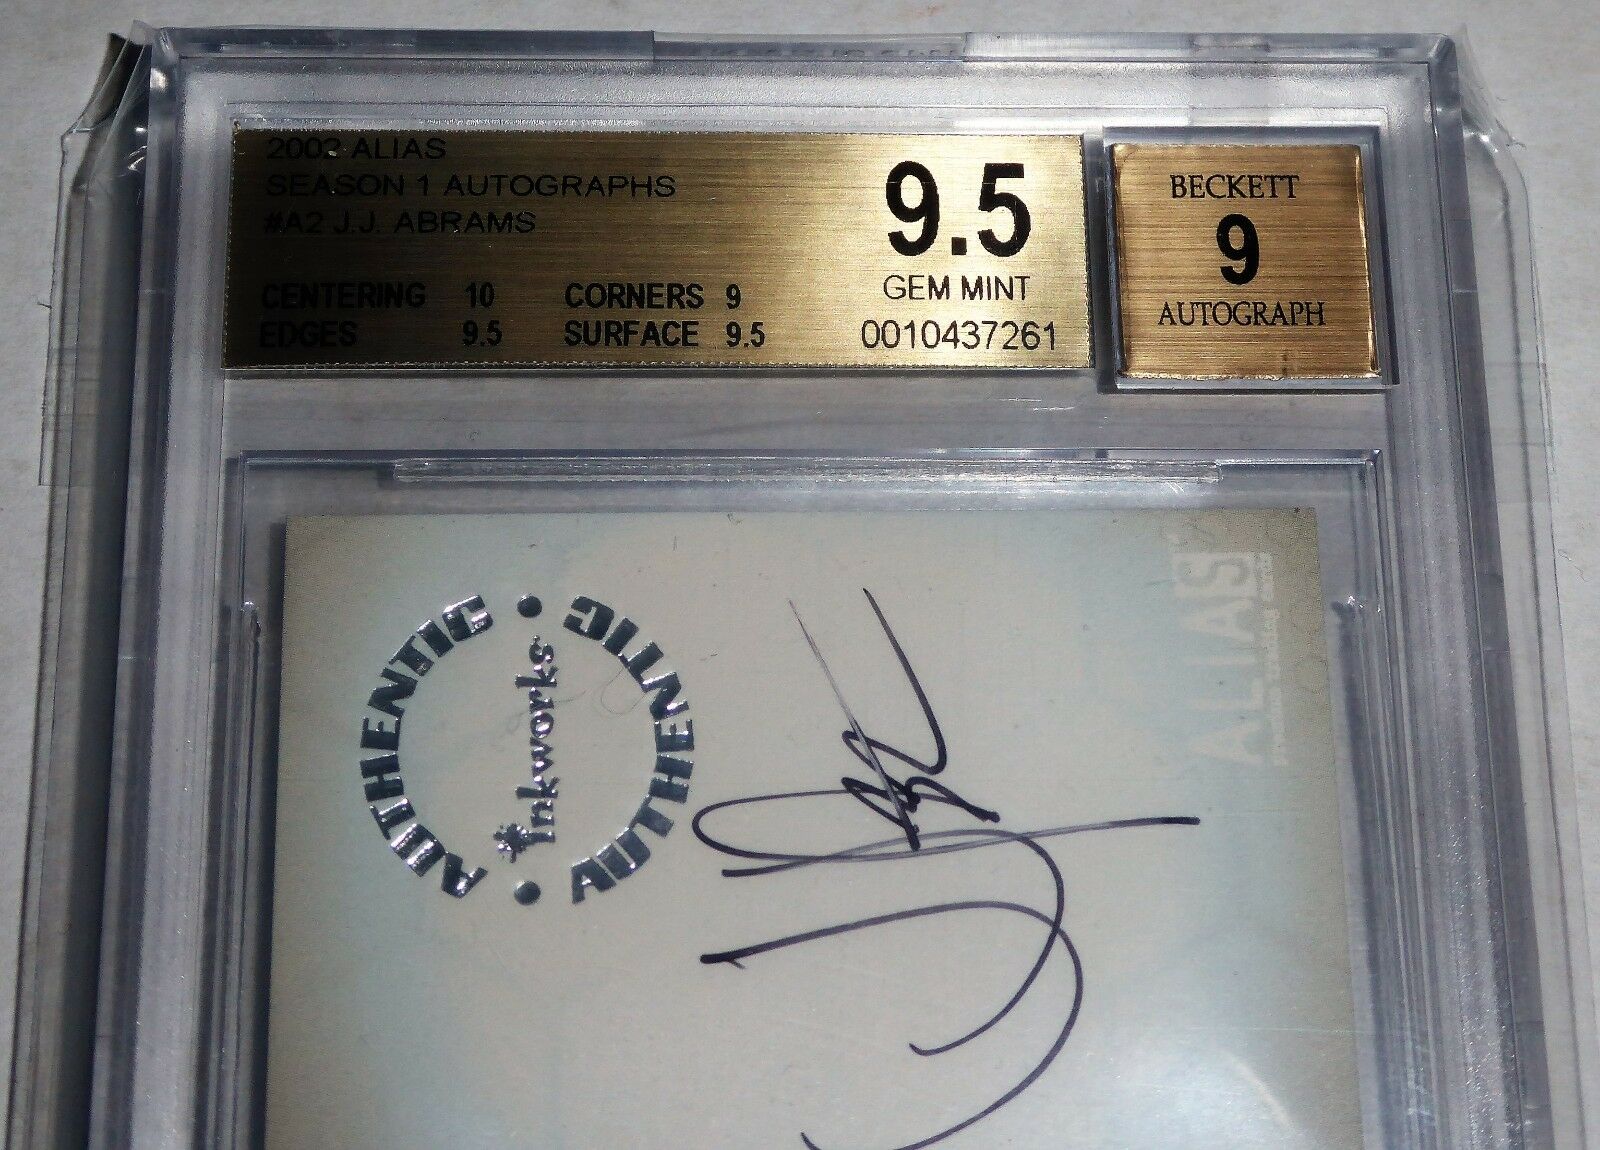 2002 ALIAS
SEASON 1 AUTOGRAPHS
#A2 J.J. ABRAMS
CENTERING 10 CORNERS 9
EDGES 9.5 SURFACE 9.5
9.5
GEM MINT
0010437261
BECKETT
9
AUTOGRAPH
AUTHENTIC • AUTHENTIC •
inkworks
ALIAS